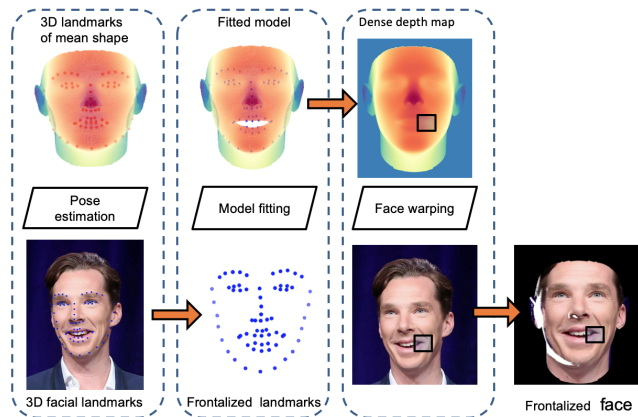 3D landmarks
of mean shape
Fitted model
Dense depth map
Pose
estimation
Model fitting
Face warping
3D facial landmarks
Frontalized landmarks
Frontalized face